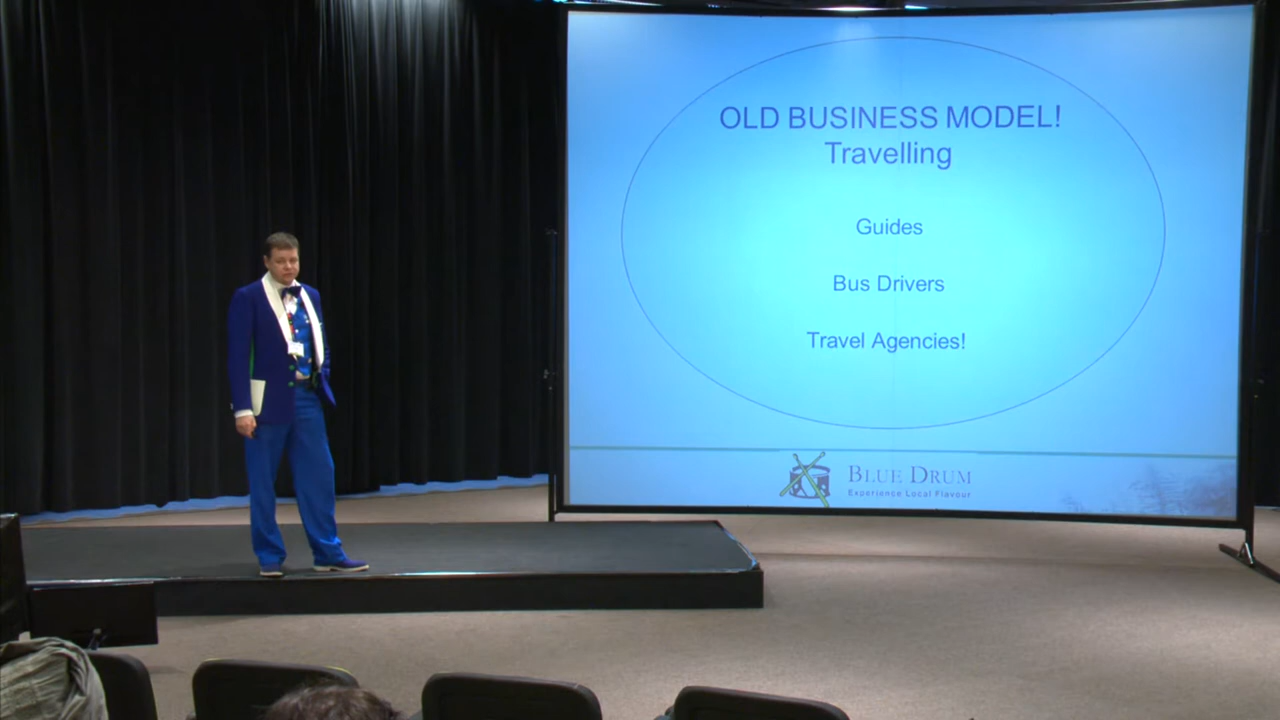 OLD BUSINESS MODEL!
Travelling
Guides
Bus Drivers
Travel Agencies!
BLUE DRUM
Experience Local Flavour